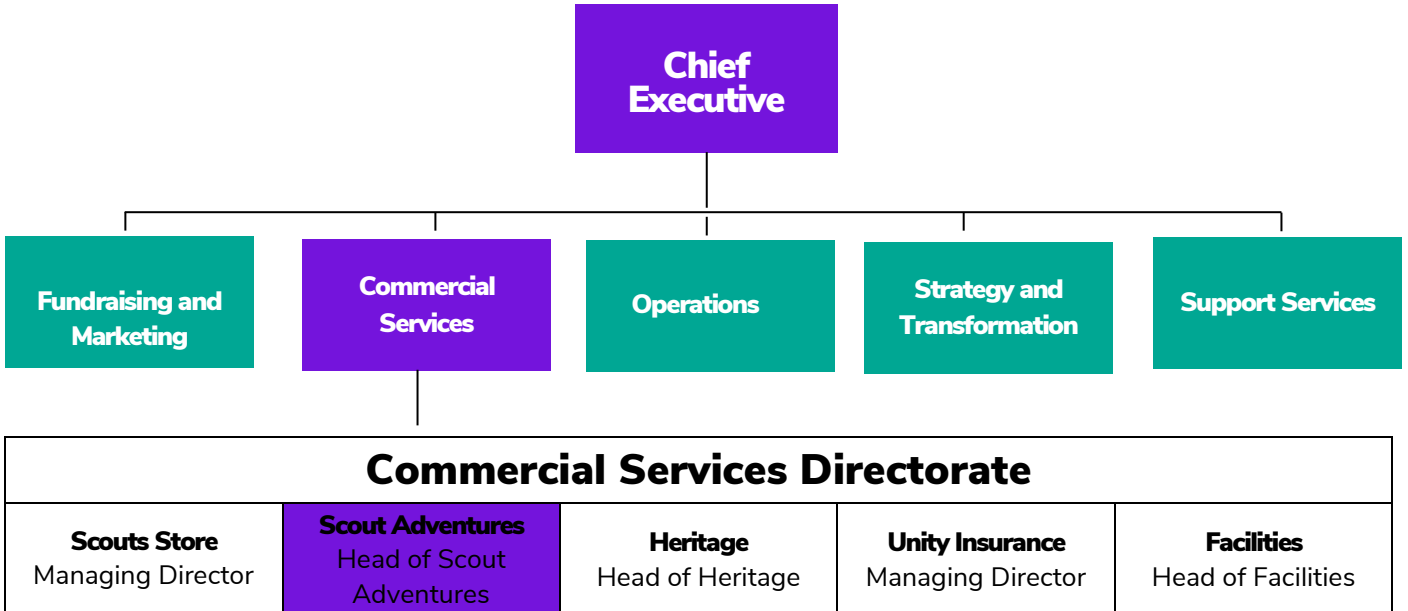 Chief
Executive
Fundraising and
Marketing
Commercial
Services
Operations
Strategy and
Transformation
Support Services
Commercial Services Directorate
Scouts Store
Managing Director
Scout Adventures
Head of Scout
Adventures
Heritage
Head of Heritage
Unity Insurance
Managing Director
Facilities
Head of Facilities